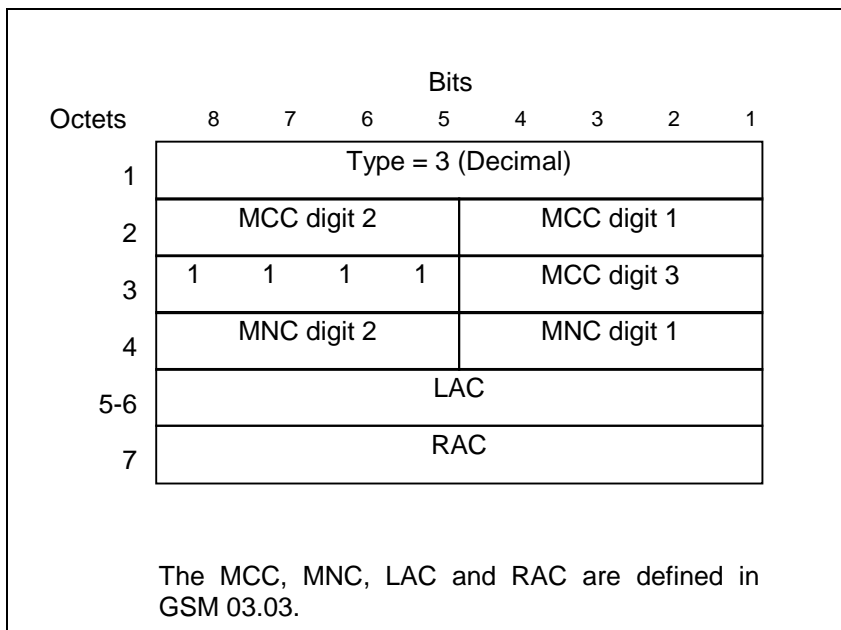 Bits
Octets 8 7 6 5 4 3 2 1
1 Type = 3 (Decimal)
2 MCC digit 2 MCC digit 1
3 1 1 1 1 MCC digit 3
4 MNC digit 2 MNC digit 1
5-6 LAC
7 RAC
The MCC, MNC, LAC and RAC are defined in
GSM 03.03.